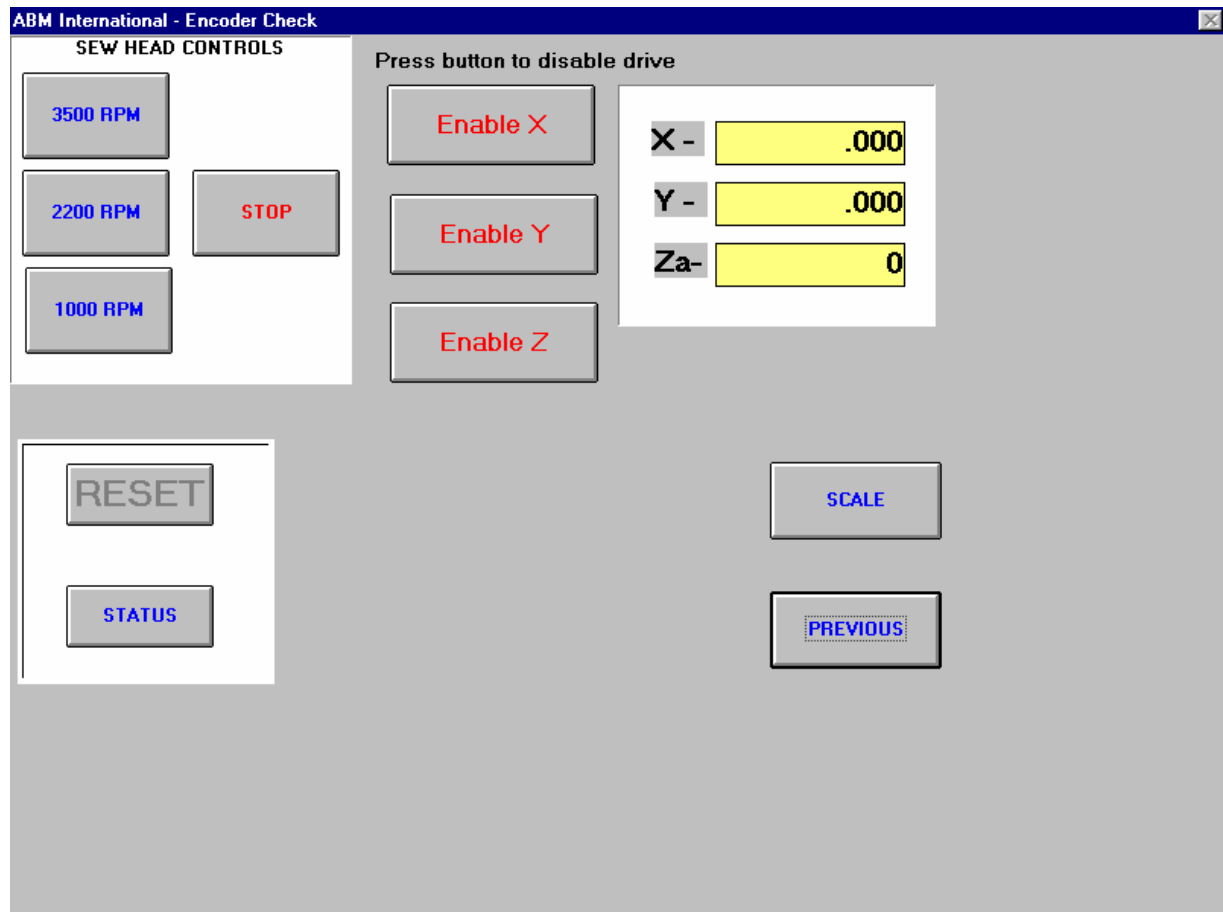 ABM International - Encoder Check
SEW HEAD CONTROLS
3500 RPM
2200 RPM
STOP
1000 RPM
Press button to disable drive
Enable X
Enable Y
Enable Z
X - .000
Y - .000
Za- 0
RESET
STATUS
SCALE
PREVIOUS